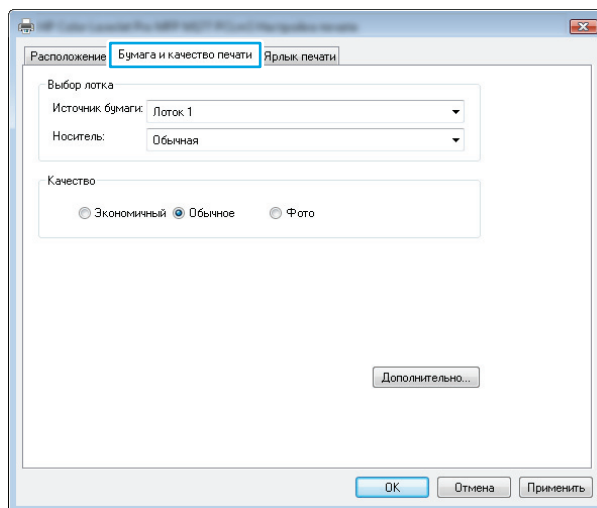 Расположение Бумага и качество печати Ярлык печати
Выбор лотка
Источник бумаги: Лоток 1
Носитель: Обычная
Качество
Экономичный Обычное Фото
Дополнительно...
OK Отмена Применить